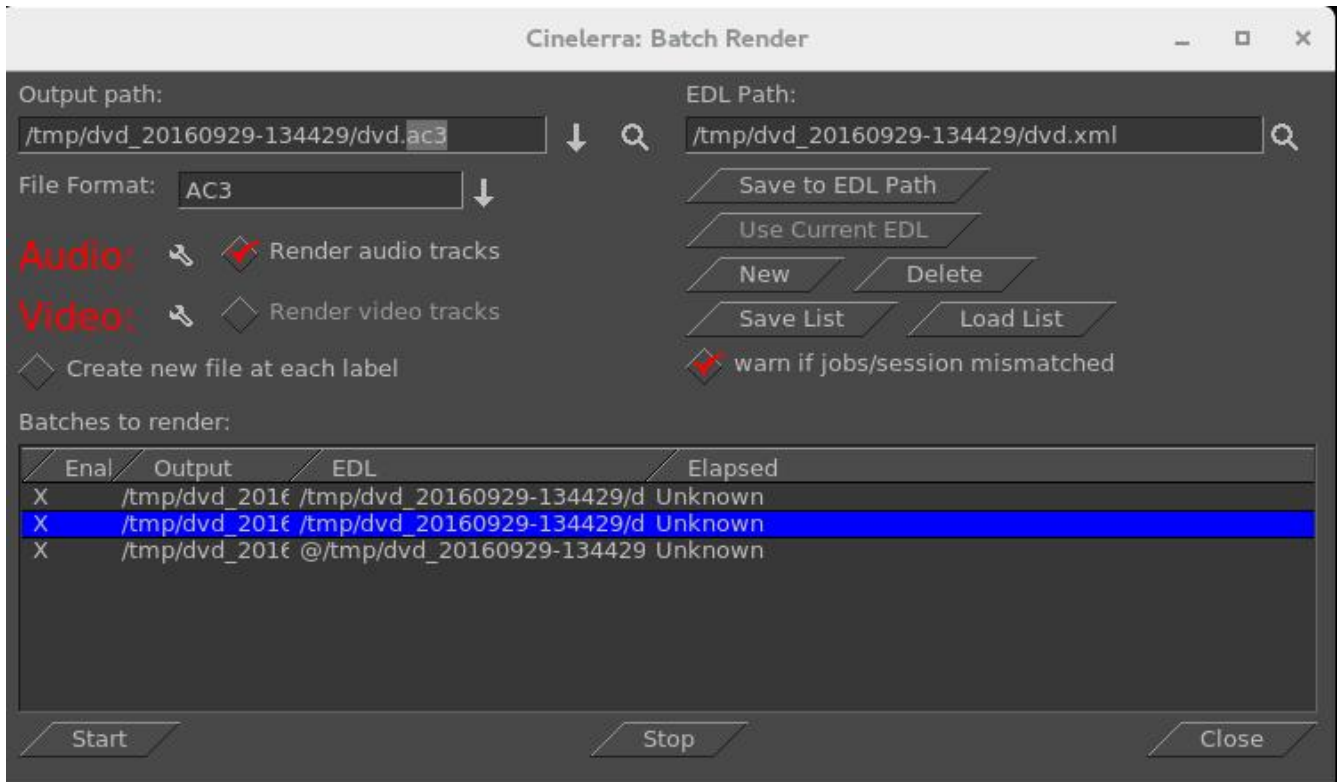 Cinelerra: Batch Render
Output path:
/tmp/dvd_20160929-134429/dvd.ac3
File Format:
AC3
Audio:
Render audio tracks
Video:
Render video tracks
Create new file at each label
EDL Path:
/tmp/dvd_20160929-134429/dvd.xml
Save to EDL Path
Use Current EDL
New Delete
Save List Load List
warn if jobs/session mismatched
Batches to render:
Enal Output EDL Elapsed
X /tmp/dvd_2016 /tmp/dvd_20160929-134429/d Unknown
X /tmp/dvd_2016 /tmp/dvd_20160929-134429/d Unknown
X /tmp/dvd_2016 @/tmp/dvd_20160929-134429 Unknown
Start Stop Close